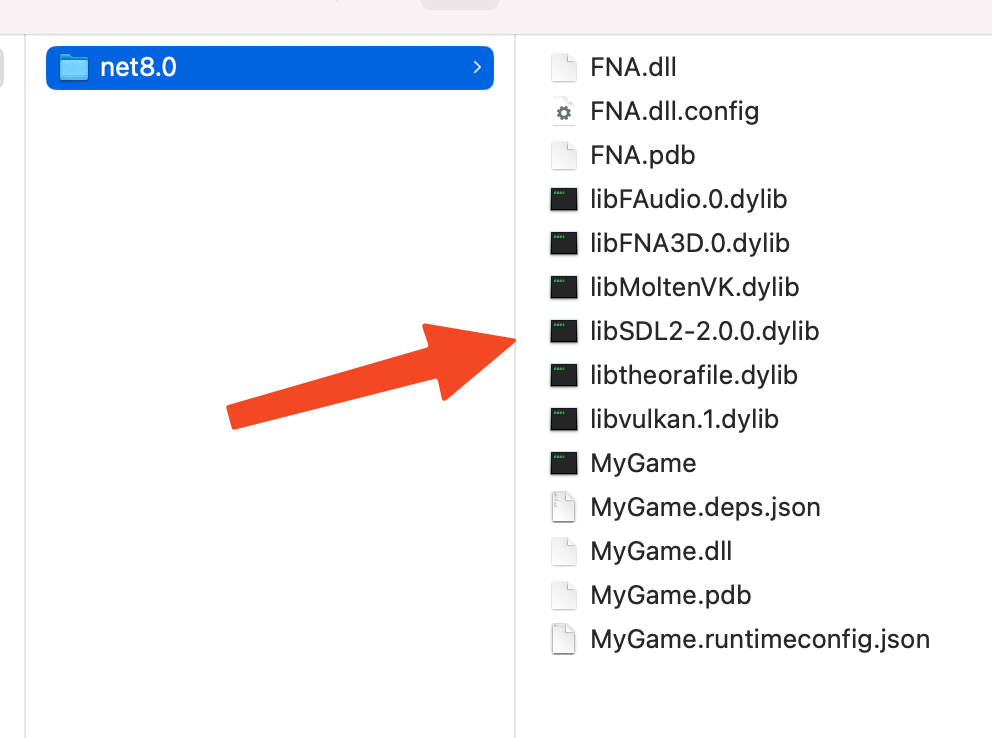 net8.0
FNA.dll
FNA.dll.config
FNA.pdb
libFAudio.0.dylib
libFNA3D.0.dylib
libMoltenVK.dylib
libSDL2-2.0.0.dylib
libtheorafile.dylib
libvulkan.1.dylib
MyGame
MyGame.deps.json
MyGame.dll
MyGame.pdb
MyGame.runtimeconfig.json